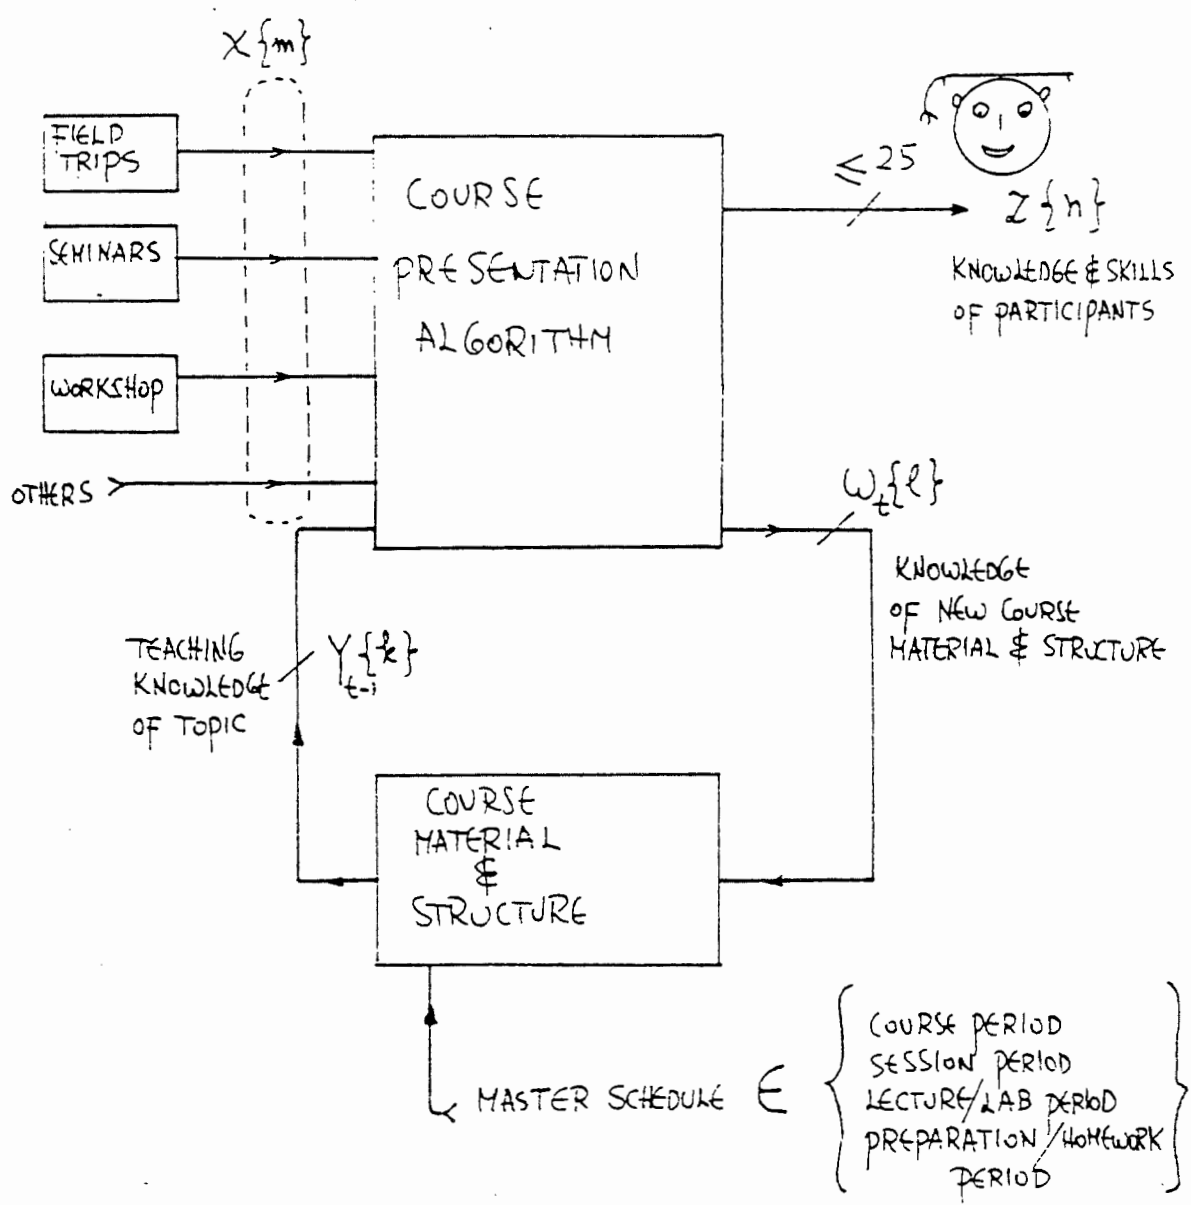 X{m}
FIELD
TRIPS
SEMINARS
WORKSHOP
OTHERS
COURSE
PRESENTATION
ALGORITHM
≤ 25
Z{n}
KNOWLEDGE & SKILLS
OF PARTICIPANTS
W_t{l}
KNOWLEDGE
OF NEW COURSE
MATERIAL & STRUCTURE
TEACHING
KNOWLEDGE
OF TOPIC
Y_{t-1}{k}
COURSE
MATERIAL
&
STRUCTURE
MASTER SCHEDULE ∈
COURSE PERIOD
SESSION PERIOD
LECTURE/LAB PERIOD
PREPARATION/HOMEWORK
PERIOD